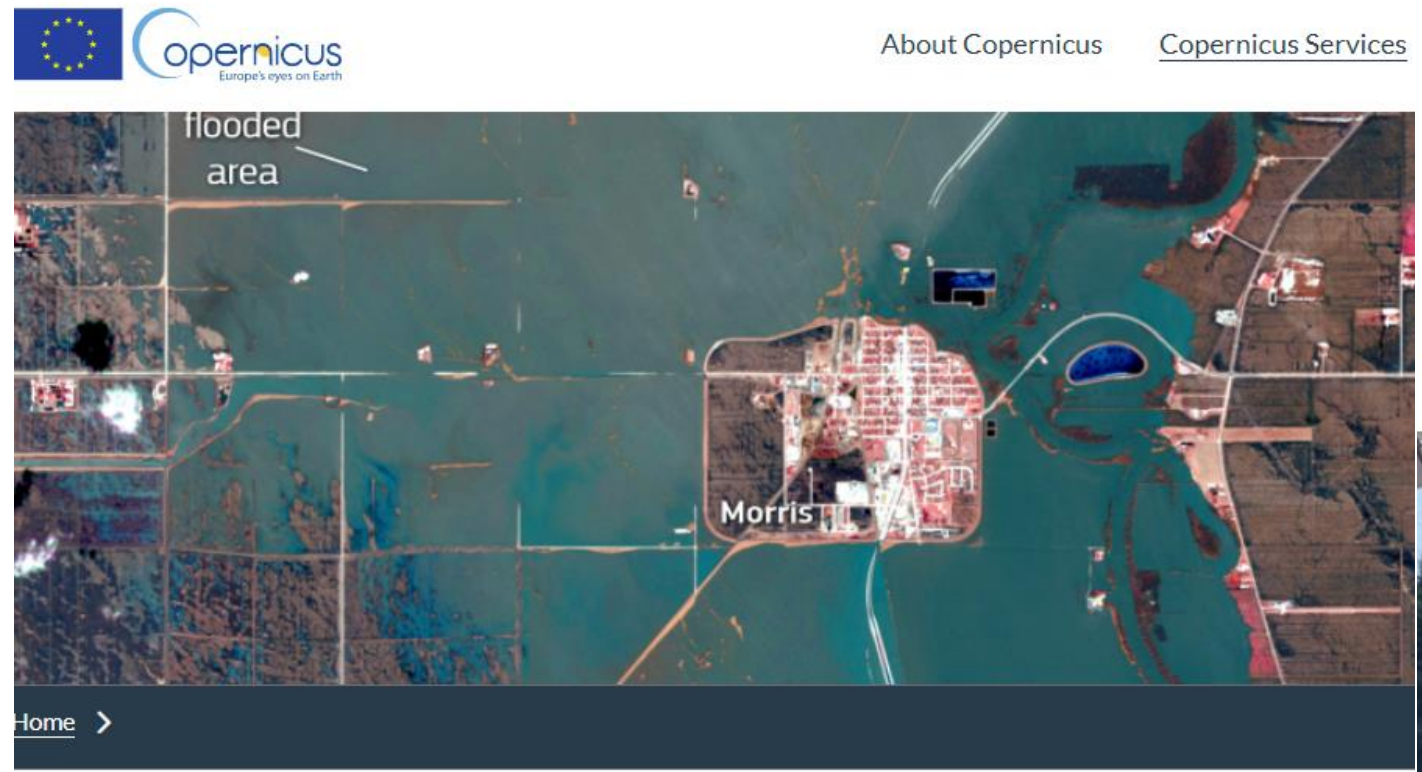 Copernicus
Europe's eyes on Earth
About Copernicus
Copernicus Services
flooded
area
Morris
Home >